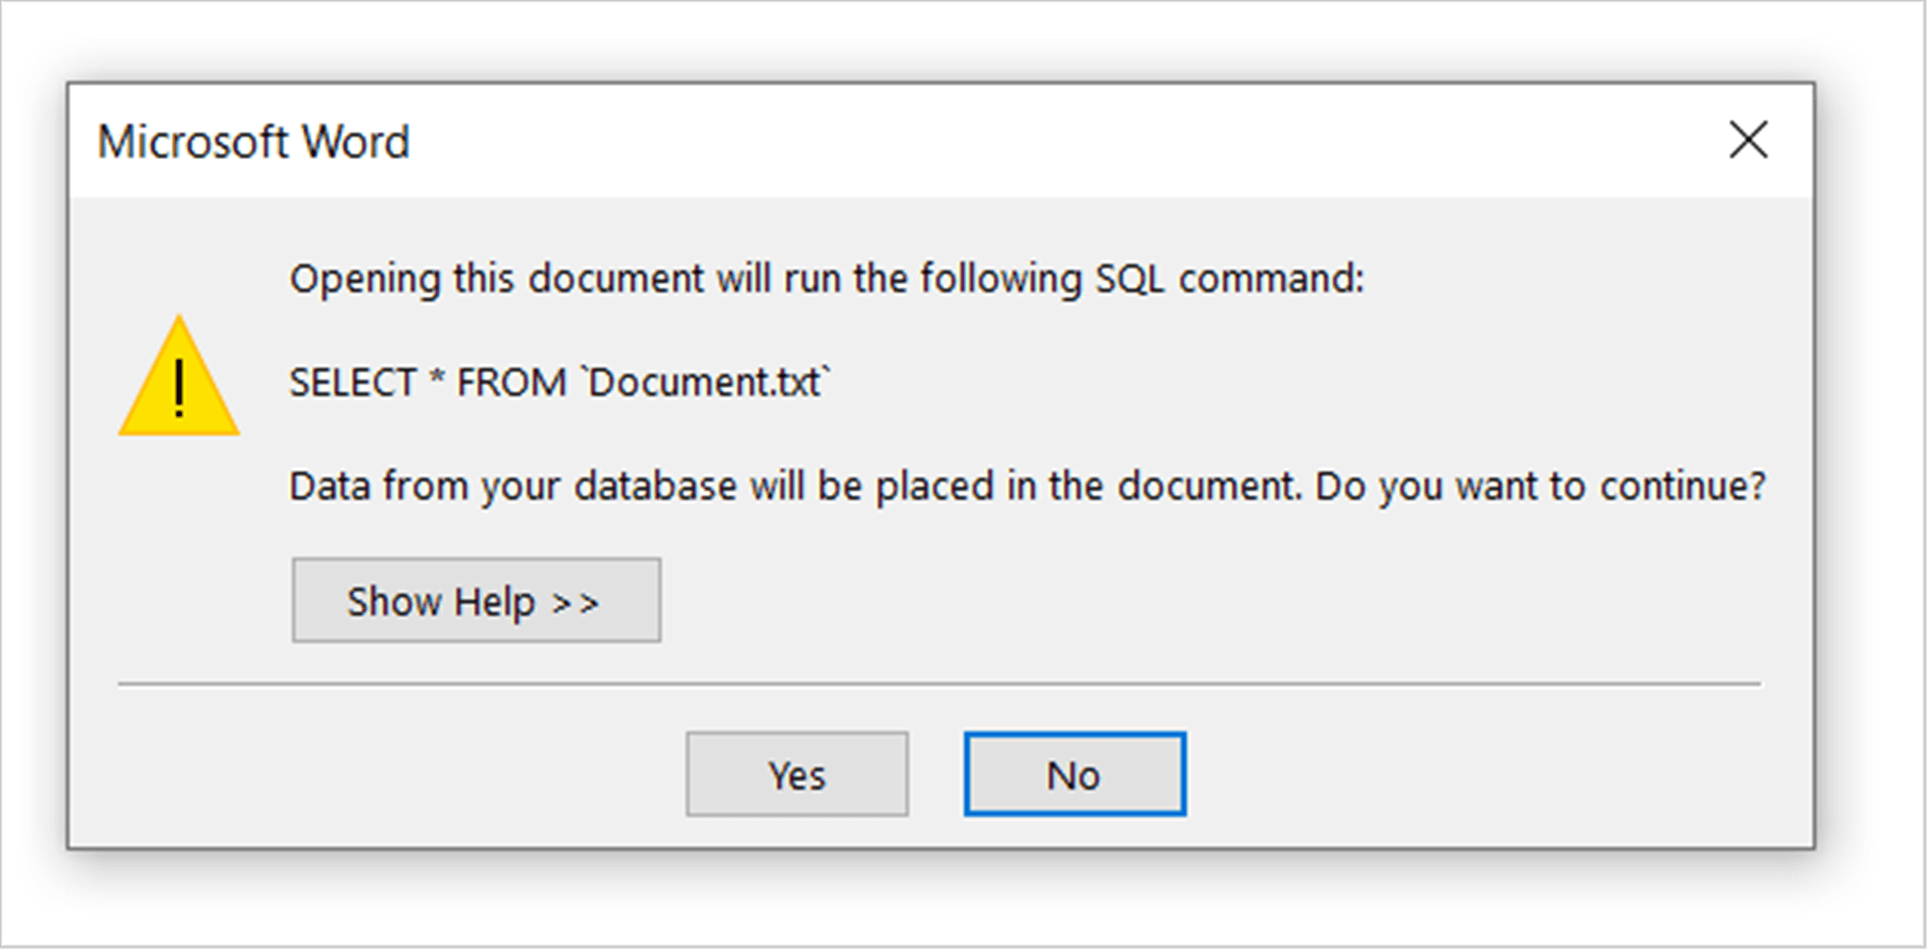 Microsoft Word
Opening this document will run the following SQL command:
!
SELECT * FROM `Document.txt`
Data from your database will be placed in the document. Do you want to continue?
Show Help >>
Yes
No